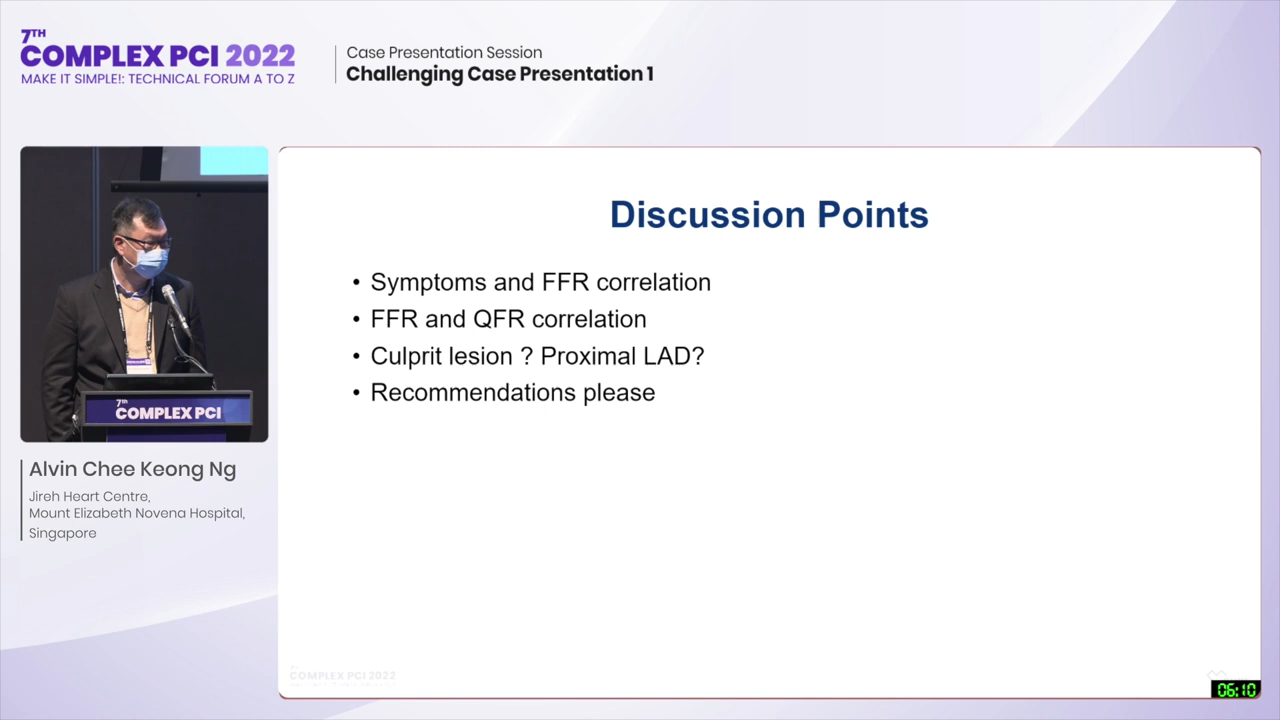 7TH
COMPLEX PCI 2022
MAKE IT SIMPLE!: TECHNICAL FORUM A TO Z
Case Presentation Session
Challenging Case Presentation 1
7th
COMPLEX PCI
Alvin Chee Keong Ng
Jireh Heart Centre,
Mount Elizabeth Novena Hospital,
Singapore
Discussion Points
• Symptoms and FFR correlation
• FFR and QFR correlation
• Culprit lesion ? Proximal LAD?
• Recommendations please
COMPLEX PCI 2022
06:10